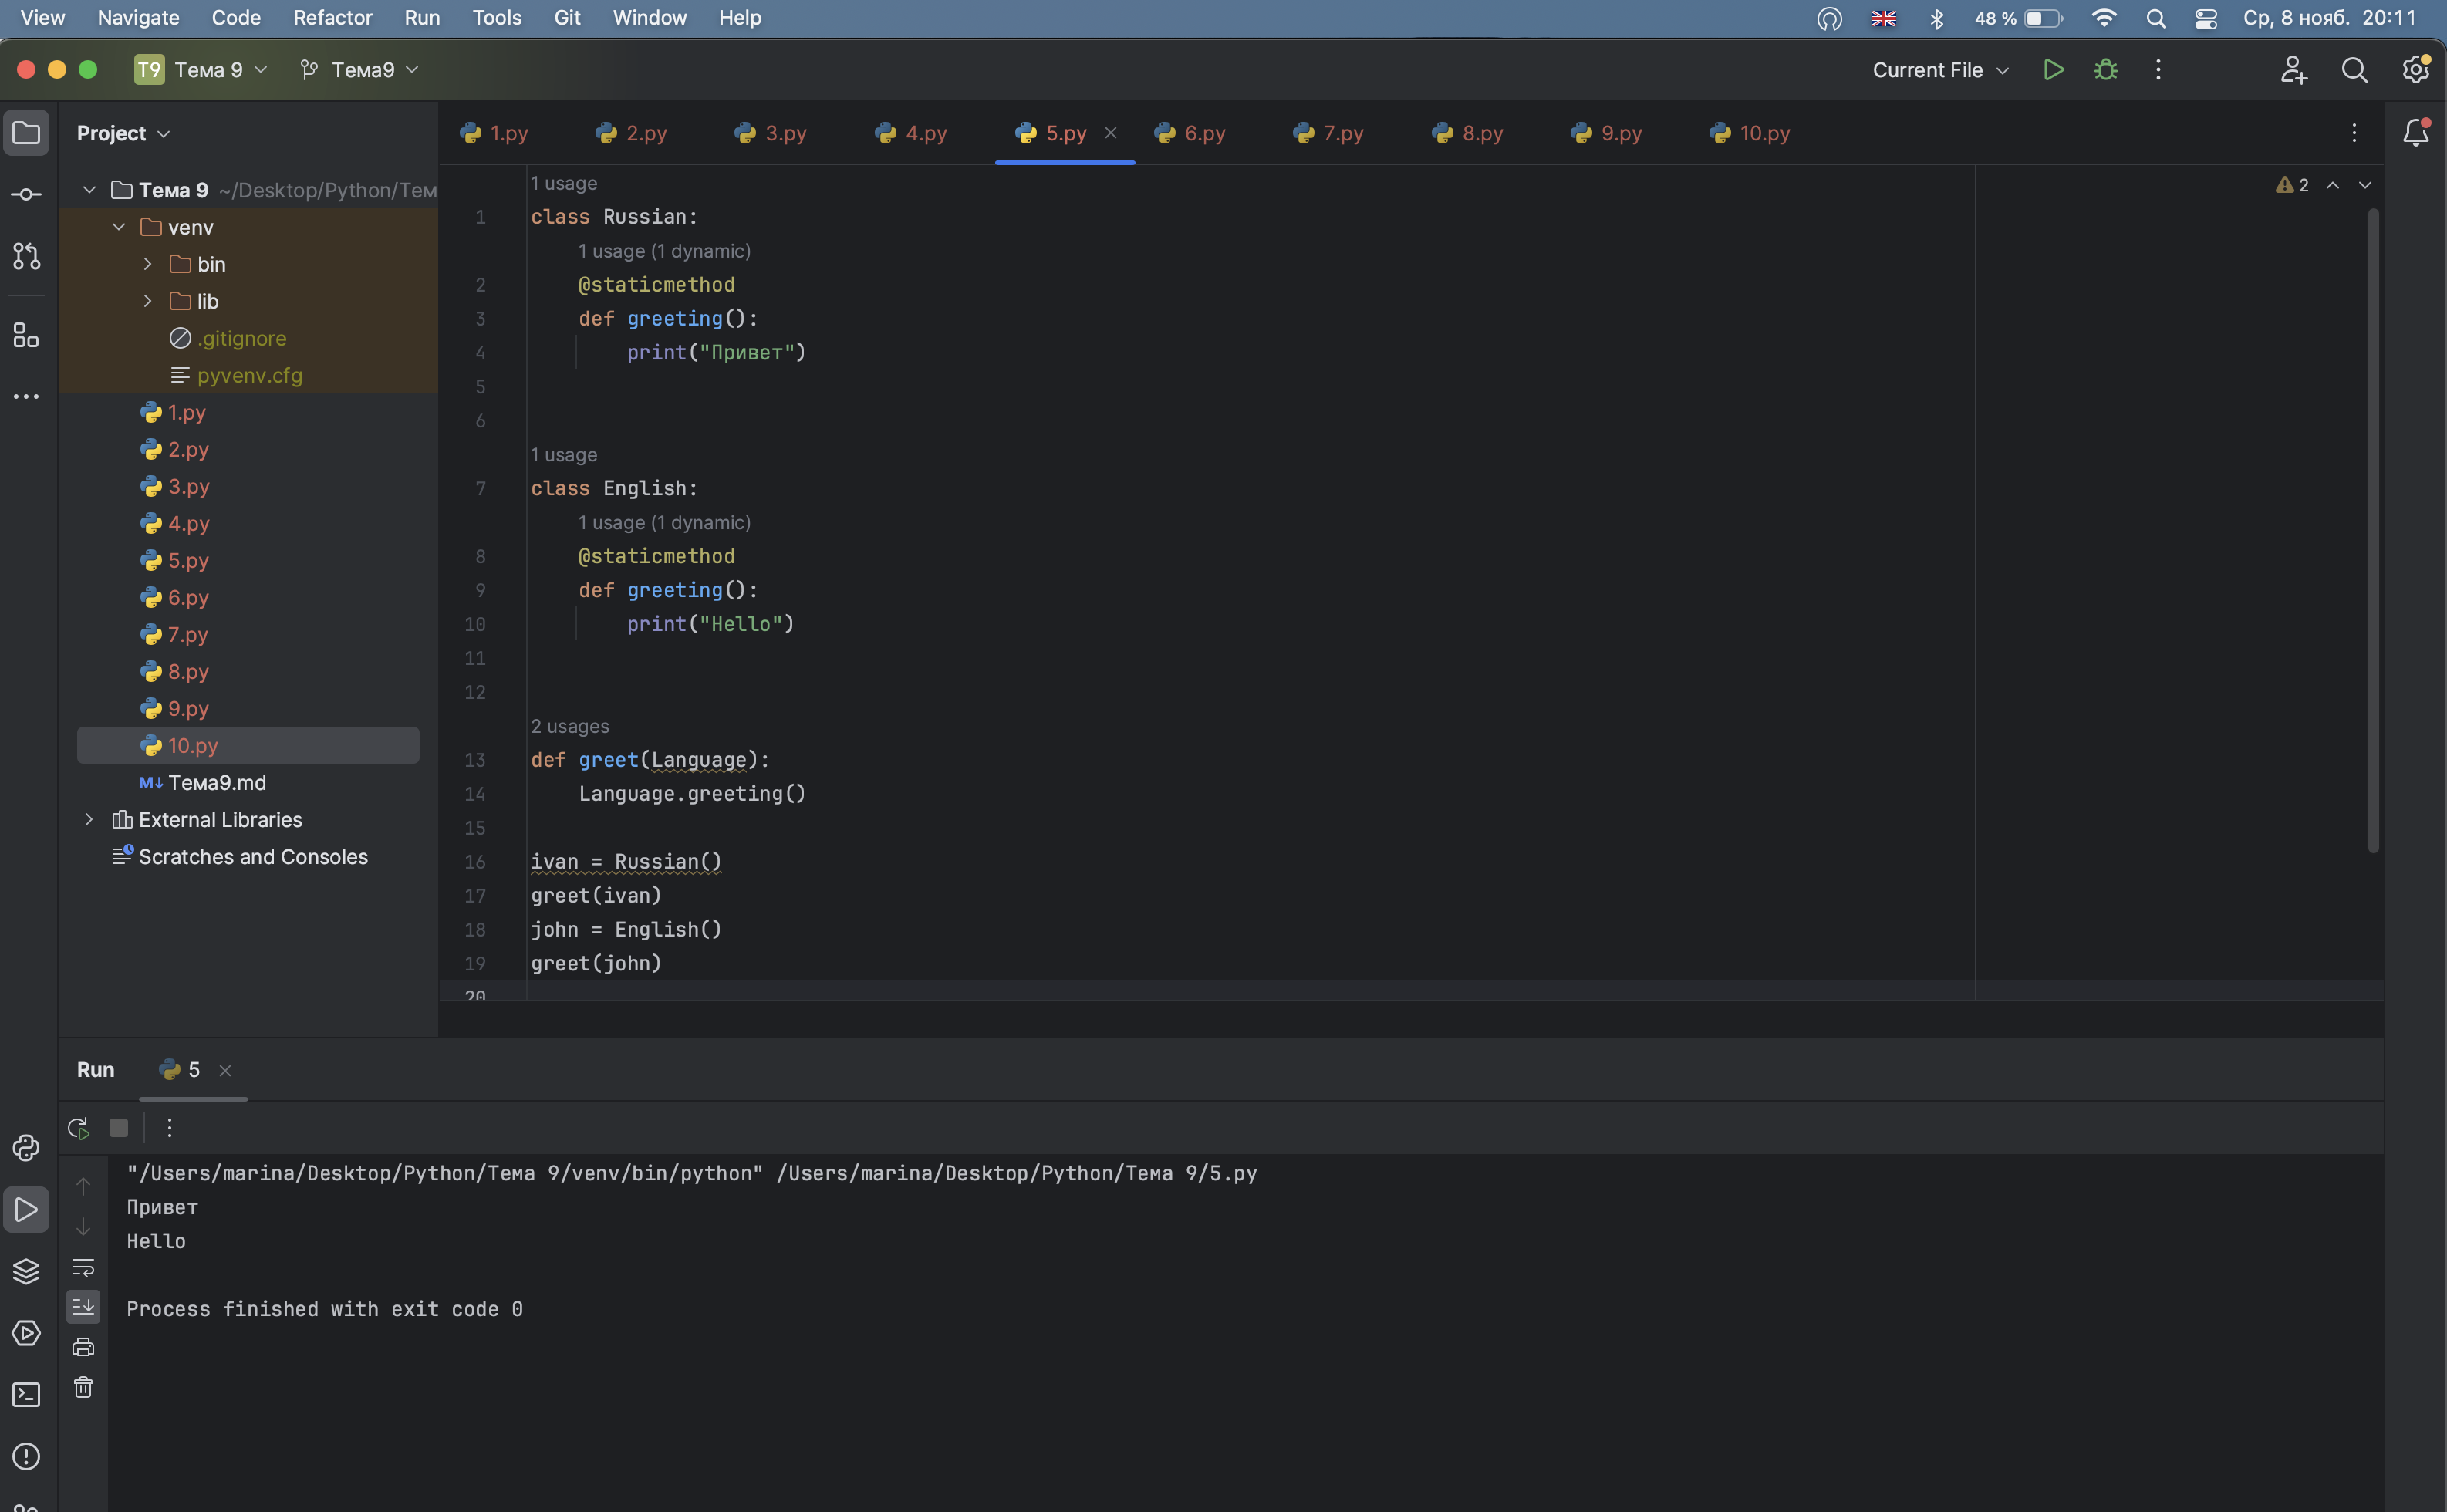 View Navigate Code Refactor Run Tools Git Window Help 48 % Ср, 8 нояб. 20:11
T9 Тема 9 Тема9 Current File
Project
1.py 2.py 3.py 4.py 5.py 6.py 7.py 8.py 9.py 10.py
Тема 9 ~/Desktop/Python/Тем
venv
bin
lib
.gitignore
pyvenv.cfg
1.py
2.py
3.py
4.py
5.py
6.py
7.py
8.py
9.py
10.py
M↓ Тема9.md
External Libraries
Scratches and Consoles
2
1 usage
1 class Russian:
1 usage (1 dynamic)
2 @staticmethod
3 def greeting():
4 print("Привет")
5
6
1 usage
7 class English:
1 usage (1 dynamic)
8 @staticmethod
9 def greeting():
10 print("Hello")
11
12
2 usages
13 def greet(Language):
14 Language.greeting()
15
16 ivan = Russian()
17 greet(ivan)
18 john = English()
19 greet(john)
20
Run 5
"/Users/marina/Desktop/Python/Тема 9/venv/bin/python" /Users/marina/Desktop/Python/Тема 9/5.py
Привет
Hello
Process finished with exit code 0